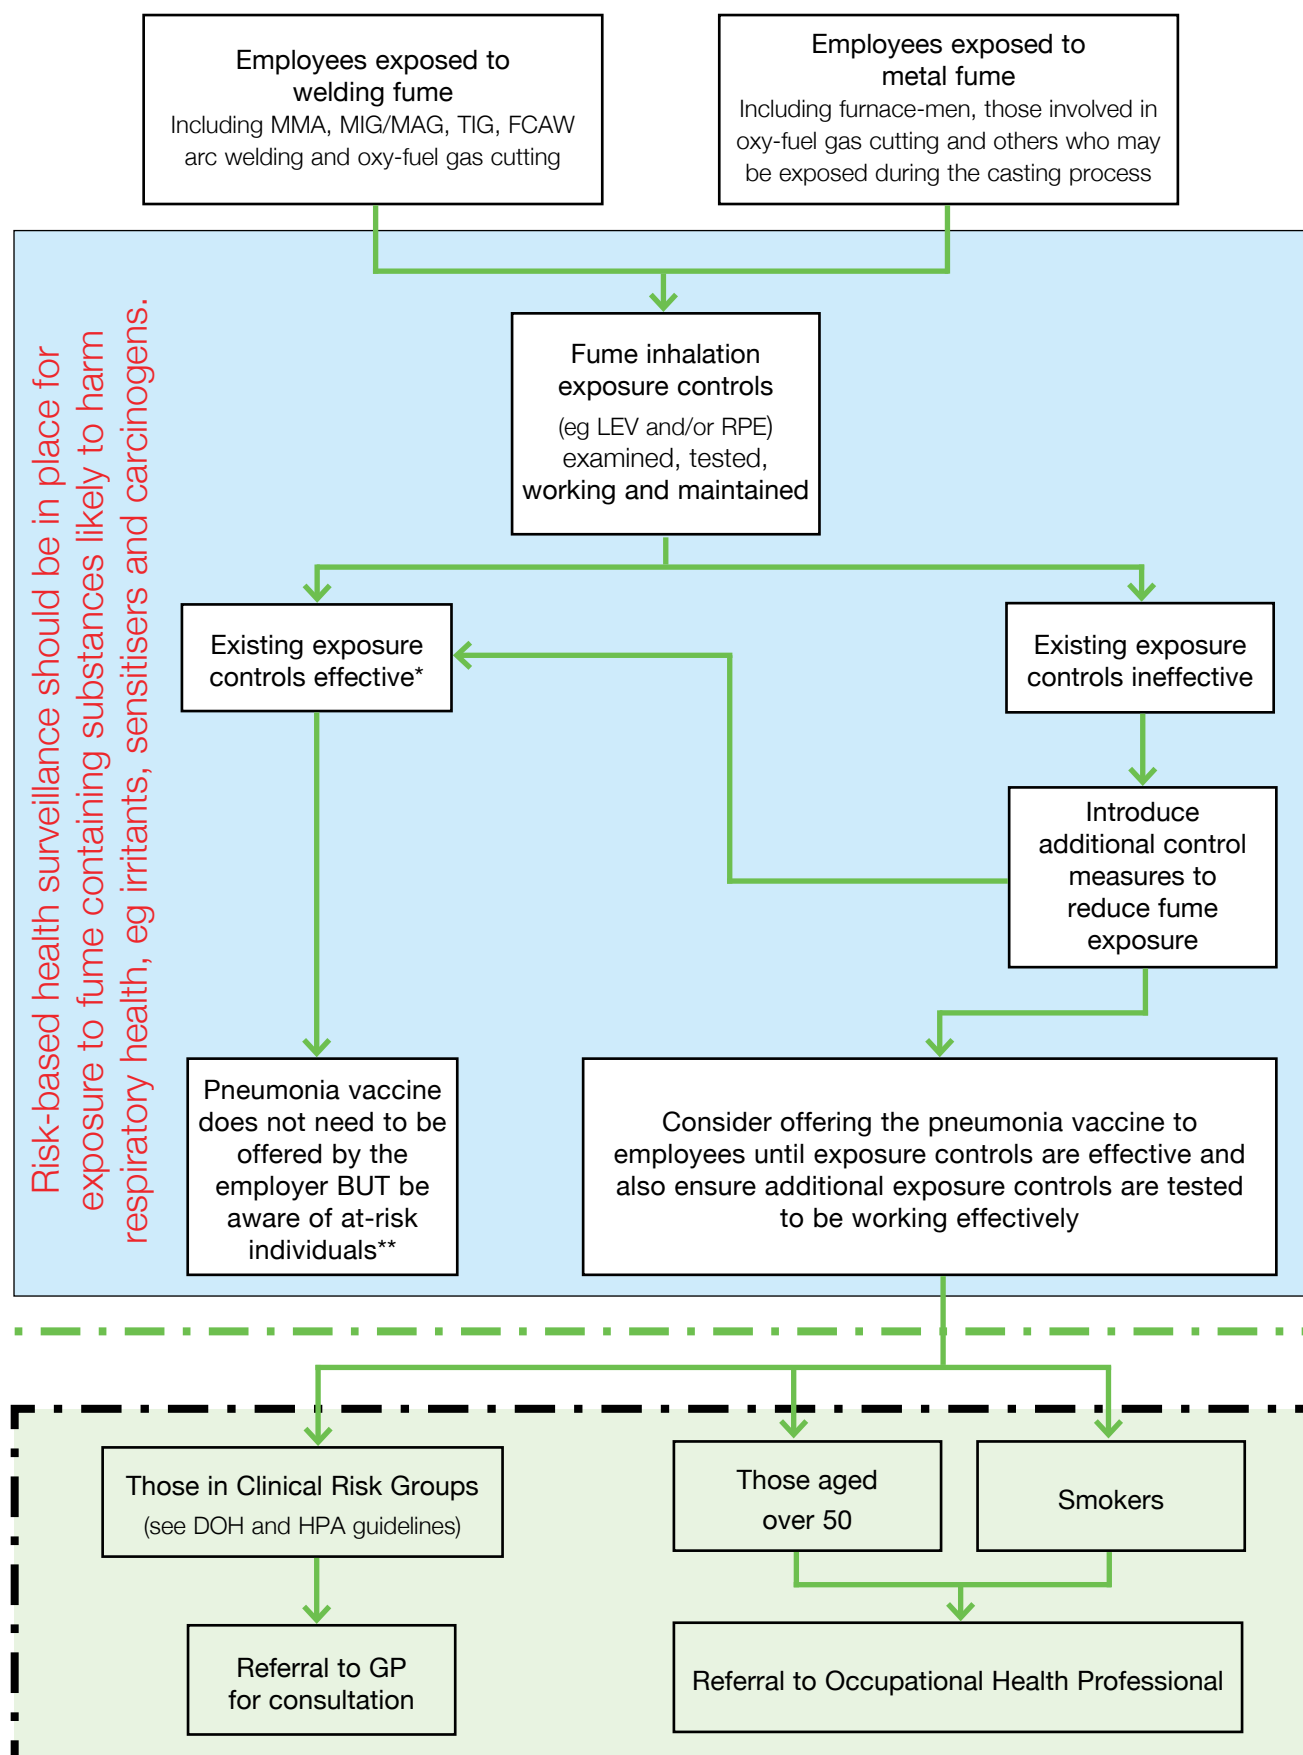 Employees exposed to
welding fume
Including MMA, MIG/MAG, TIG, FCAW
arc welding and oxy-fuel gas cutting
Employees exposed to
metal fume
Including furnace-men, those involved in
oxy-fuel gas cutting and others who may
be exposed during the casting process
Risk-based health surveillance should be in place for
exposure to fume containing substances likely to harm
respiratory health, eg irritants, sensitisers and carcinogens.
Fume inhalation
exposure controls
(eg LEV and/or RPE)
examined, tested,
working and maintained
Existing exposure
controls effective*
Existing exposure
controls ineffective
Introduce
additional control
measures to
reduce fume
exposure
Pneumonia vaccine
does not need to be
offered by the
employer BUT be
aware of at-risk
individuals**
Consider offering the pneumonia vaccine to
employees until exposure controls are effective and
also ensure additional exposure controls are tested
to be working effectively
Those in Clinical Risk Groups
(see DOH and HPA guidelines)
Those aged
over 50
Smokers
Referral to GP
for consultation
Referral to Occupational Health Professional